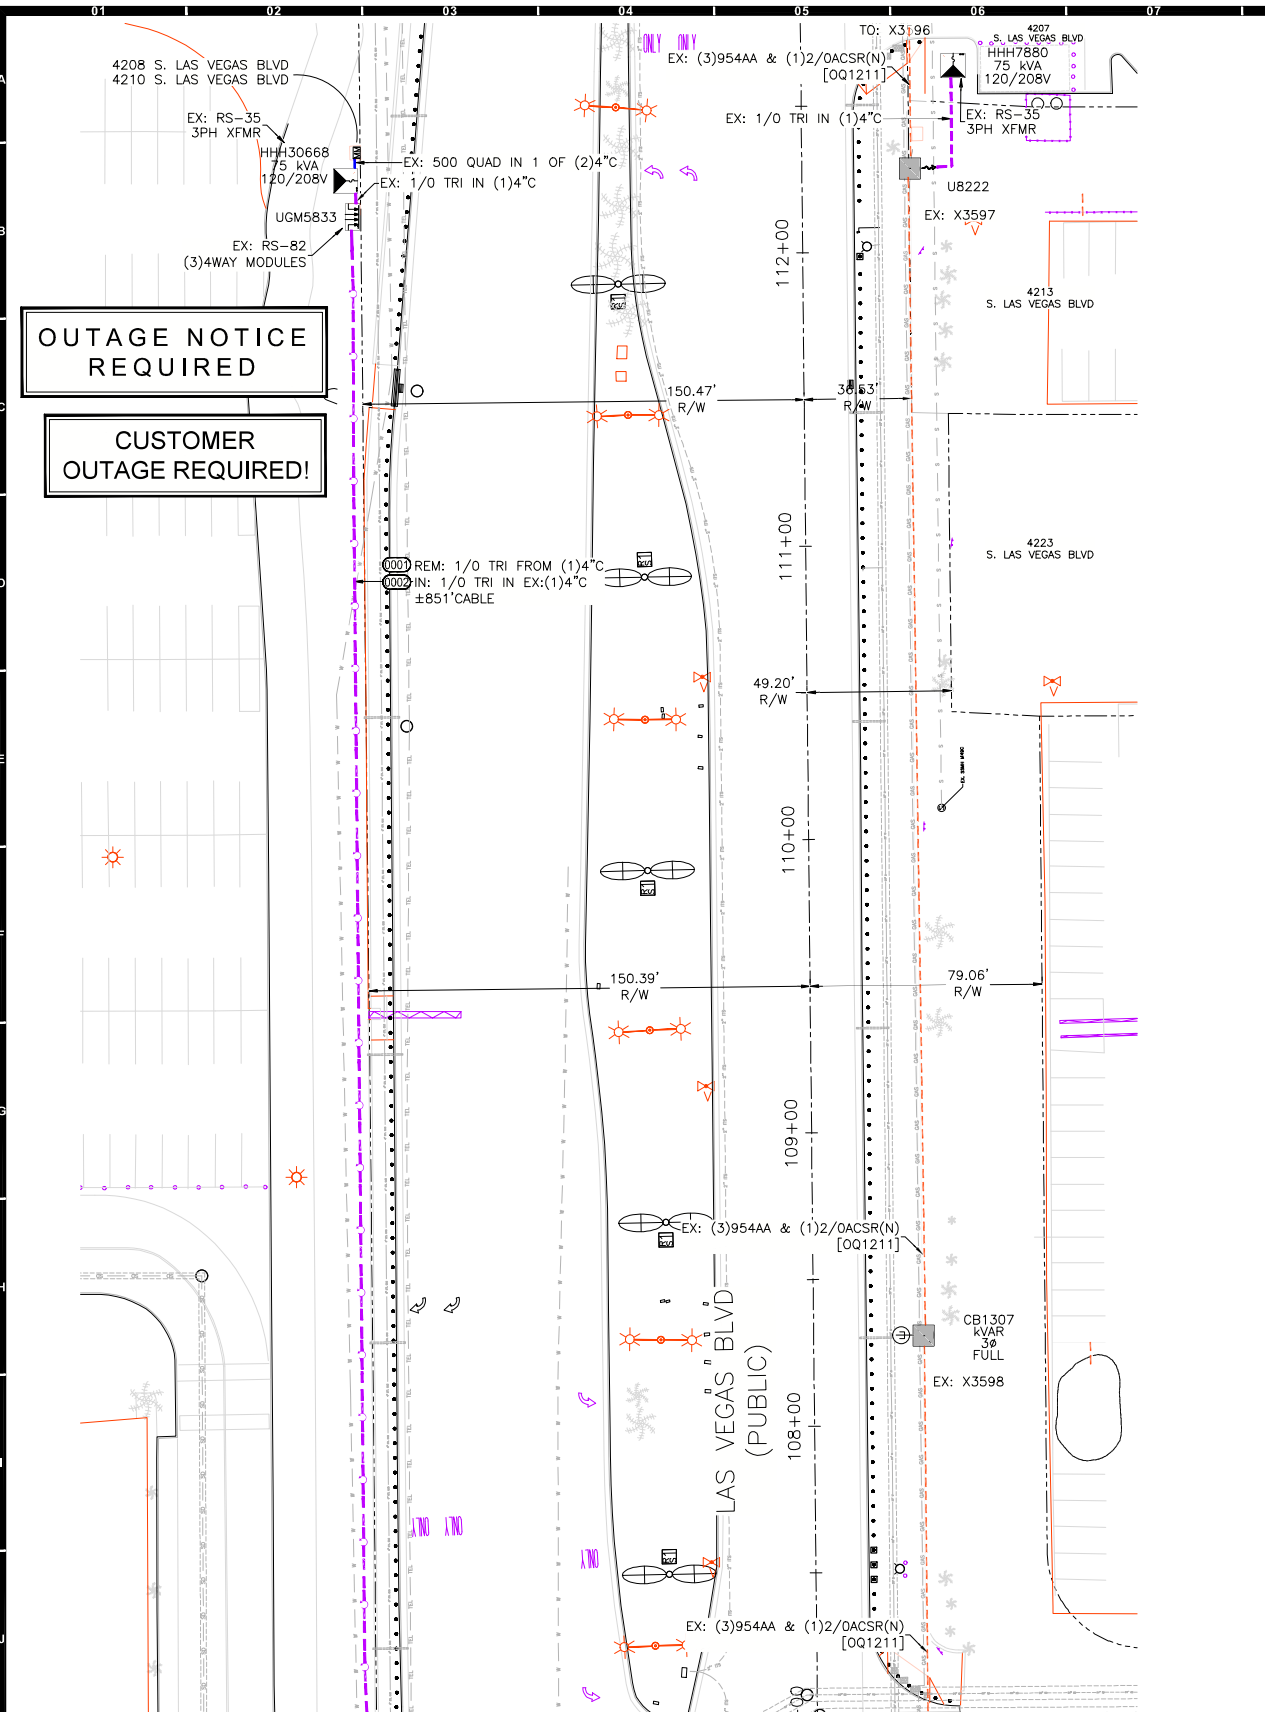 01 02 03 04 05 06 07
A
B
C
D
E
F
G
H
I
J
4208 S. LAS VEGAS BLVD
4210 S. LAS VEGAS BLVD
EX: RS-35
3PH XFMR
HHH30668
75 kVA
120/208V
UGM5833
EX: RS-82
(3)4WAY MODULES
EX: 500 QUAD IN 1 OF (2)4"C
EX: 1/0 TRI IN (1)4"C
OUTAGE NOTICE
REQUIRED
CUSTOMER
OUTAGE REQUIRED!
0001 REM: 1/0 TRI FROM (1)4"C
0002 IN: 1/0 TRI IN EX:(1)4"C
±851'CABLE
ONLY ONLY
TO: X3596
EX: (3)954AA & (1)2/0ACSR(N)
[0Q1211]
EX: 1/0 TRI IN (1)4"C
4207
S. LAS VEGAS BLVD
HHH7880
75 kVA
120/208V
EX: RS-35
3PH XFMR
U8222
EX: X3597
4213
S. LAS VEGAS BLVD
112+00
150.47'
R/W
36.53'
R/W
111+00
4223
S. LAS VEGAS BLVD
49.20'
R/W
110+00
150.39'
R/W
79.06'
R/W
109+00
EX: (3)954AA & (1)2/0ACSR(N)
[0Q1211]
CB1307
kVAR
3Ø
FULL
EX: X3598
LAS VEGAS BLVD
(PUBLIC)
108+00
ONLY ONLY
ONLY
EX: (3)954AA & (1)2/0ACSR(N)
[0Q1211]